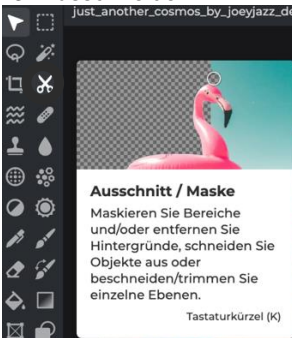 just_another_cosmos_by_joeyjazz_de
Ausschnitt / Maske
Maskieren Sie Bereiche
und/oder entfernen Sie
Hintergründe, schneiden Sie
Objekte aus oder
beschneiden/trimmen Sie
einzelne Ebenen.
Tastaturkürzel (K)